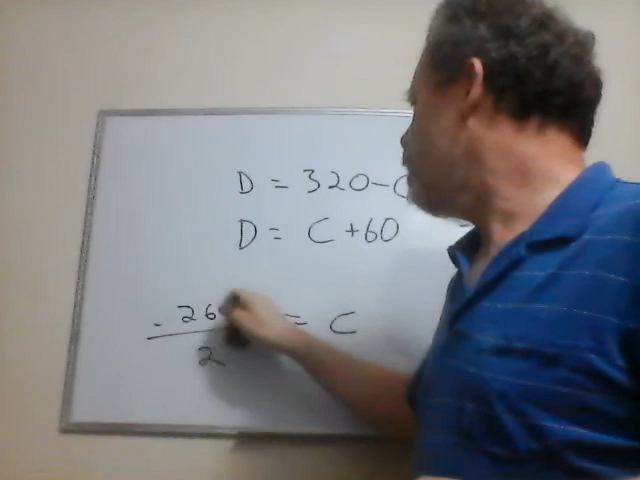 D = 320 - C
D = C + 60
- 26
= C
2